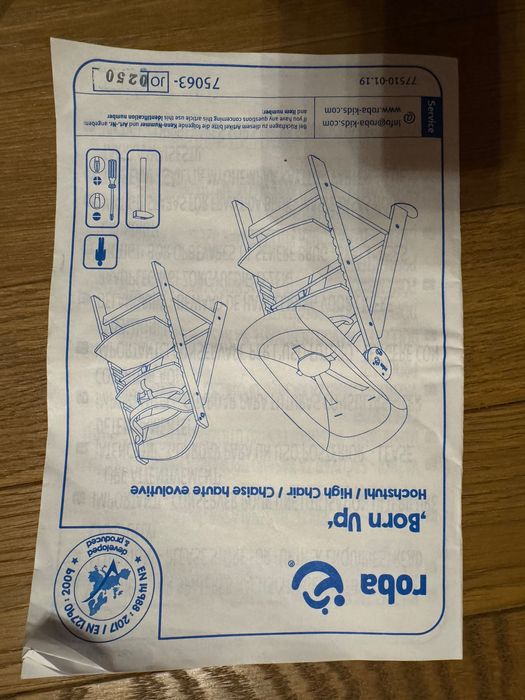 roba
®
‚Born Up‘
Hochstuhl / High Chair / Chaise haute evolutive
EN 14988 : 2017 / EN 12790 : 2009
developed
& produced
Bei Rückfragen zu diesem Artikel bitte die folgende Kenn-Nummer und Art.-Nr. angeben:
If you have any questions concerning this article use this identification number
and item number:
info@roba-kids.com
www.roba-kids.com
Service
75063-
JO
0250
77510-01.19